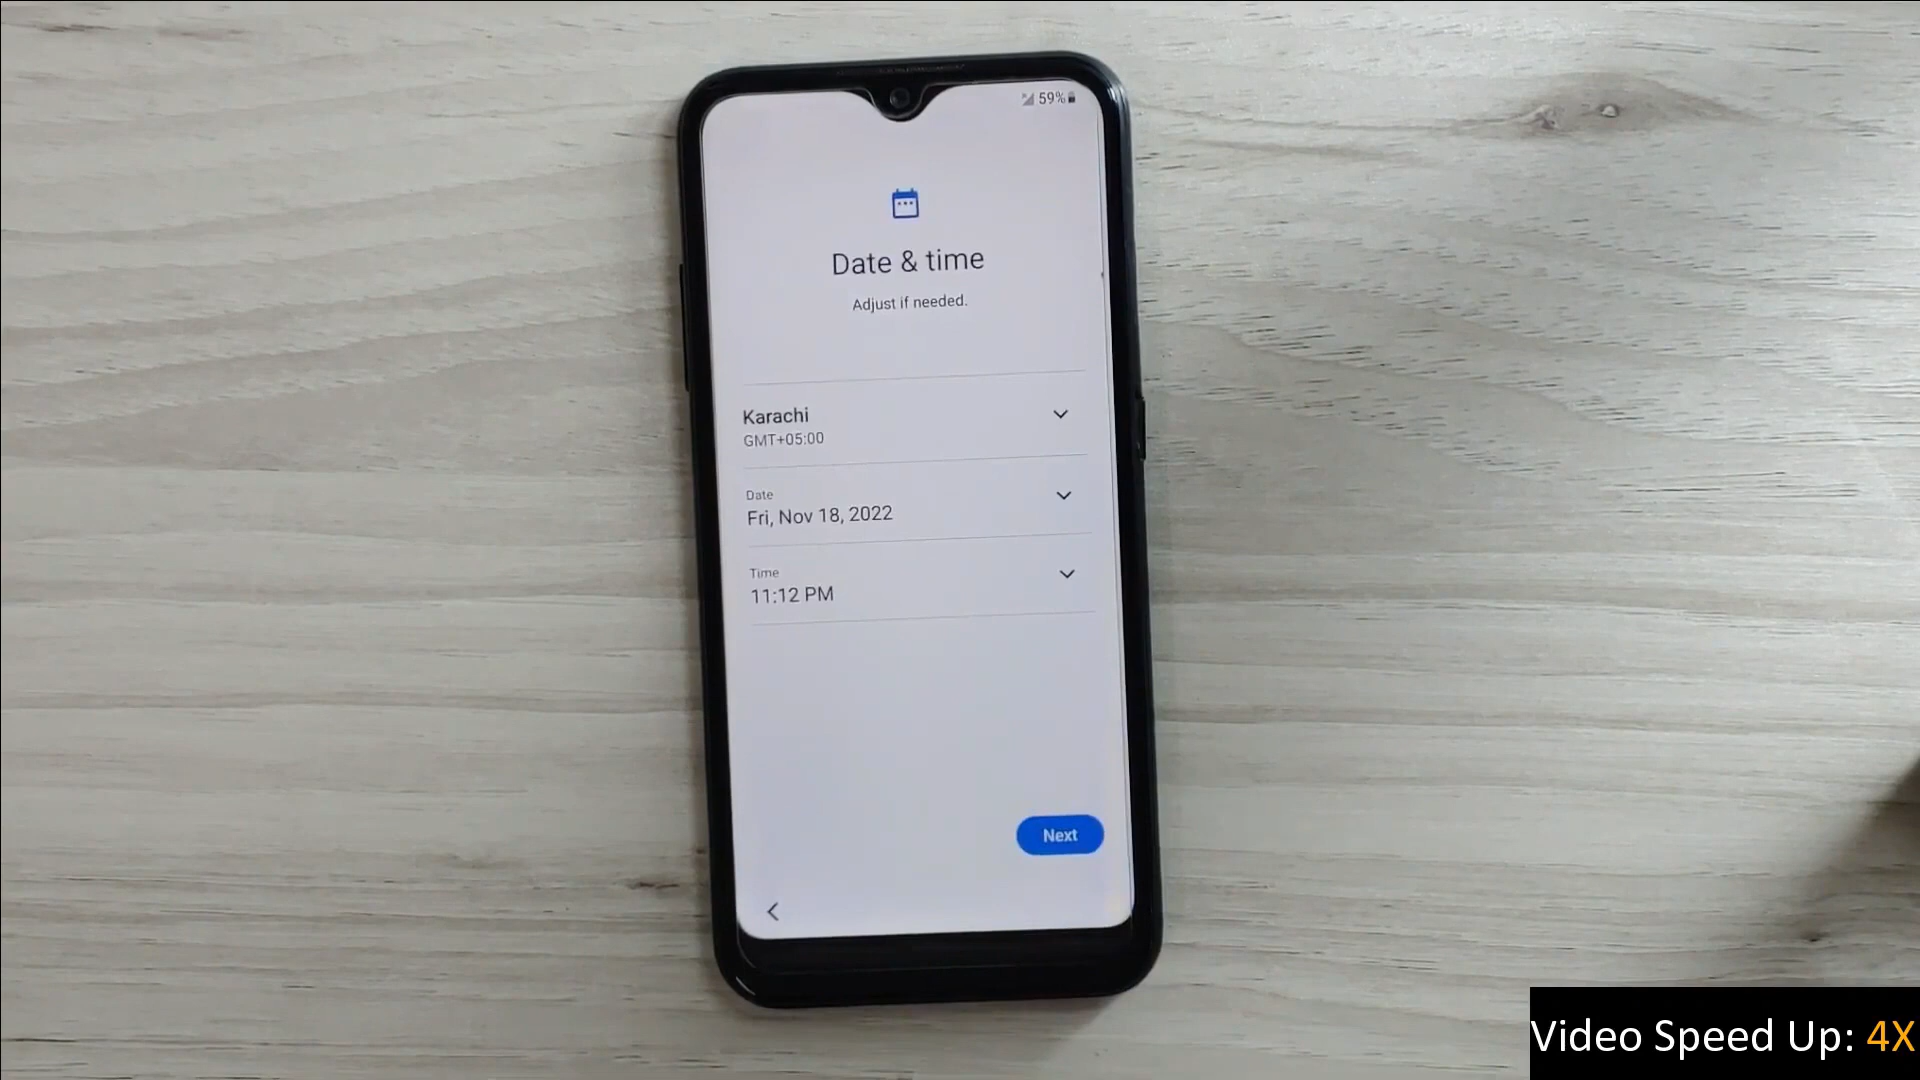 59%
Date & time
Adjust if needed.
Karachi
GMT+05:00
Date
Fri, Nov 18, 2022
Time
11:12 PM
Next
Video Speed Up: 4X